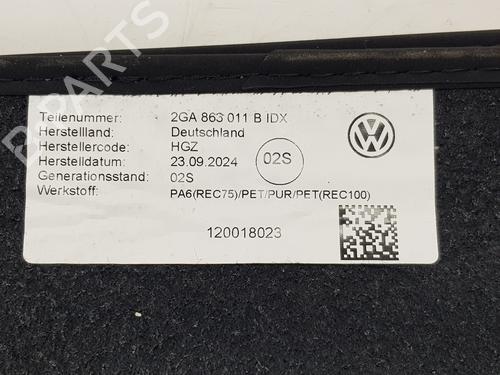 B-PARTS
Teilenummer: 2GA 863 011 B IDX
Herstellland: Deutschland
Herstellercode: HGZ
Herstelldatum: 23.09.2024
Generationsstand: 02S
Werkstoff: PA6(REC75)/PET/PUR/PET(REC100)
02S
120018023